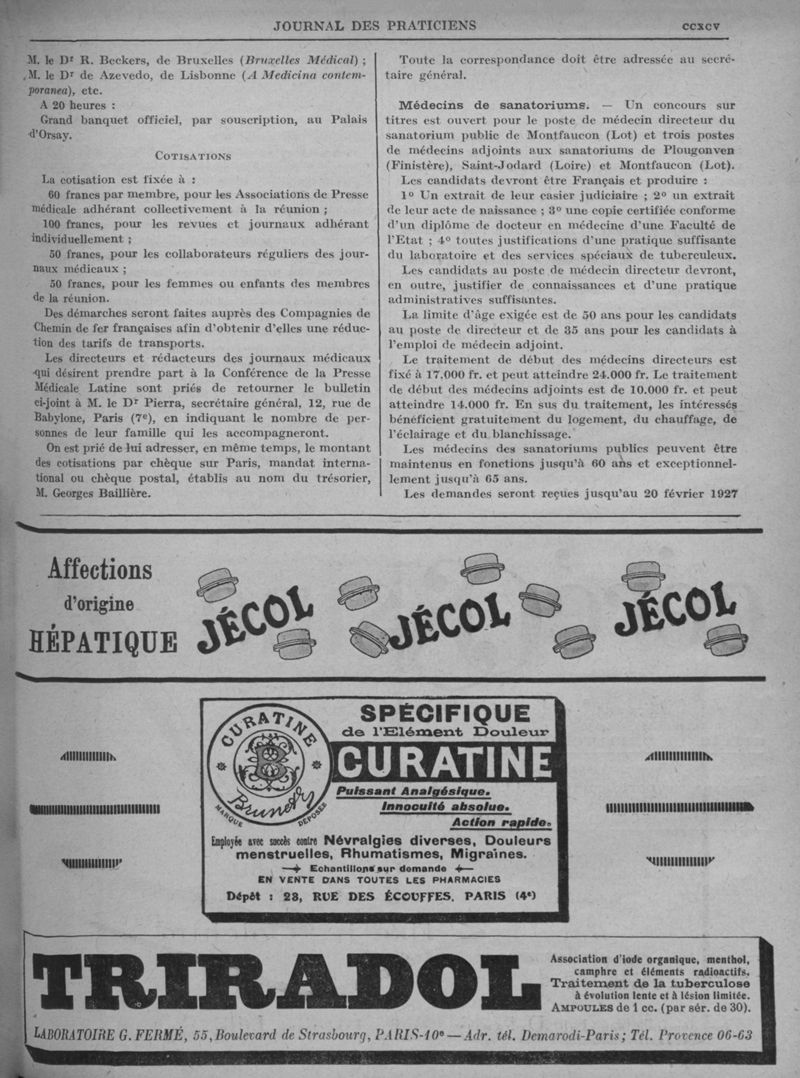 JOURNAL DES PRATICIENS
CCXCV
M. le Dr R. Beckers, de Bruxelles (Bruxelles Médical) ;
M. le Dr de Azevedo, de Lisbonne (A Medicina contem-
poranea), etc.
A 20 heures :
Grand banquet officiel, par souscription, au Palais
d'Orsay.
COTISATIONS
La cotisation est fixée à :
60 francs par membre, pour les Associations de Presse
médicale adhérant collectivement à la réunion ;
100 francs, pour les revues et journaux adhérant
individuellement ;
50 francs, pour les collaborateurs réguliers des jour-
naux médicaux ;
50 francs, pour les femmes ou enfants des membres
de la réunion.
Des démarches seront faites auprès des Compagnies de
Chemin de fer françaises afin d'obtenir d'elles une réduc-
tion des tarifs de transports.
Les directeurs et rédacteurs des journaux médicaux
qui désirent prendre part à la Conférence de la Presse
Médicale Latine sont priés de retourner le bulletin
ci-joint à M. le Dr Pierra, secrétaire général, 12, rue de
Babylone, Paris (7e), en indiquant le nombre de per-
sonnes de leur famille qui les accompagneront.
On est prié de lui adresser, en même temps, le montant
des cotisations par chèque sur Paris, mandat interna-
tional ou chèque postal, établis au nom du trésorier,
M. Georges Baillière.
Toute la correspondance doit être adressée au secré-
taire général.
Médecins de sanatoriums. — Un concours sur
titres est ouvert pour le poste de médecin directeur du
sanatorium public de Montfaucon (Lot) et trois postes
de médecins adjoints aux sanatoriums de Plougonven
(Finistère), Saint-Jodard (Loire) et Montfaucon (Lot).
Les candidats devront être Français et produire :
1o Un extrait de leur casier judiciaire ; 2o un extrait
de leur acte de naissance ; 3o une copie certifiée conforme
d'un diplôme de docteur en médecine d'une Faculté de
l'Etat ; 4o toutes justifications d'une pratique suffisante
du laboratoire et des services spéciaux de tuberculeux.
Les candidats au poste de médecin directeur devront,
en outre, justifier de connaissances et d'une pratique
administratives suffisantes.
La limite d'âge exigée est de 50 ans pour les candidats
au poste de directeur et de 35 ans pour les candidats à
l'emploi de médecin adjoint.
Le traitement de début des médecins directeurs est
fixé à 17.000 fr. et peut atteindre 24.000 fr. Le traitement
de début des médecins adjoints est de 10.000 fr. et peut
atteindre 14.000 fr. En sus du traitement, les intéressés
bénéficient gratuitement du logement, du chauffage, de
l'éclairage et du blanchissage.
Les médecins des sanatoriums publics peuvent être
maintenus en fonctions jusqu'à 60 ans et exceptionnel-
lement jusqu'à 65 ans.
Les demandes seront reçues jusqu'au 20 février 1927
Affections
d'origine
HÉPATIQUE
JÉCOL
JÉCOL
JÉCOL
CURATINE
Brunet
MARQUE DÉPOSÉE
SPÉCIFIQUE
de l'Elément Douleur
CURATINE
Puissant Analgésique.
Innocuité absolue.
Action rapide.
Employée avec succès contre Névralgies diverses, Douleurs
menstruelles, Rhumatismes, Migraines.
Echantillons sur demande
EN VENTE DANS TOUTES LES PHARMACIES
Dépôt : 23, RUE DES ÉCOUFFES, PARIS (4e)
TRIRADOL
Association d'iode organique, menthol,
camphre et éléments radioactifs.
Traitement de la tuberculose
à évolution lente et à lésion limitée.
AMPOULES de 1 cc. (par sér. de 30).
LABORATOIRE G. FERMÉ, 55, Boulevard de Strasbourg, PARIS-10e — Adr. tél. Demarodi-Paris ; Tél. Provence 06-63